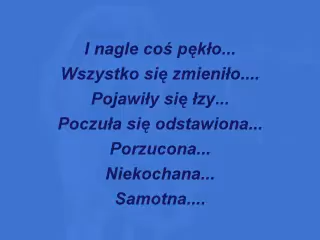 I nagle coś pękło...
Wszystko się zmieniło....
Pojawiły się łzy...
Poczuła się odstawiona...
Porzucona...
Niekochana...
Samotna....